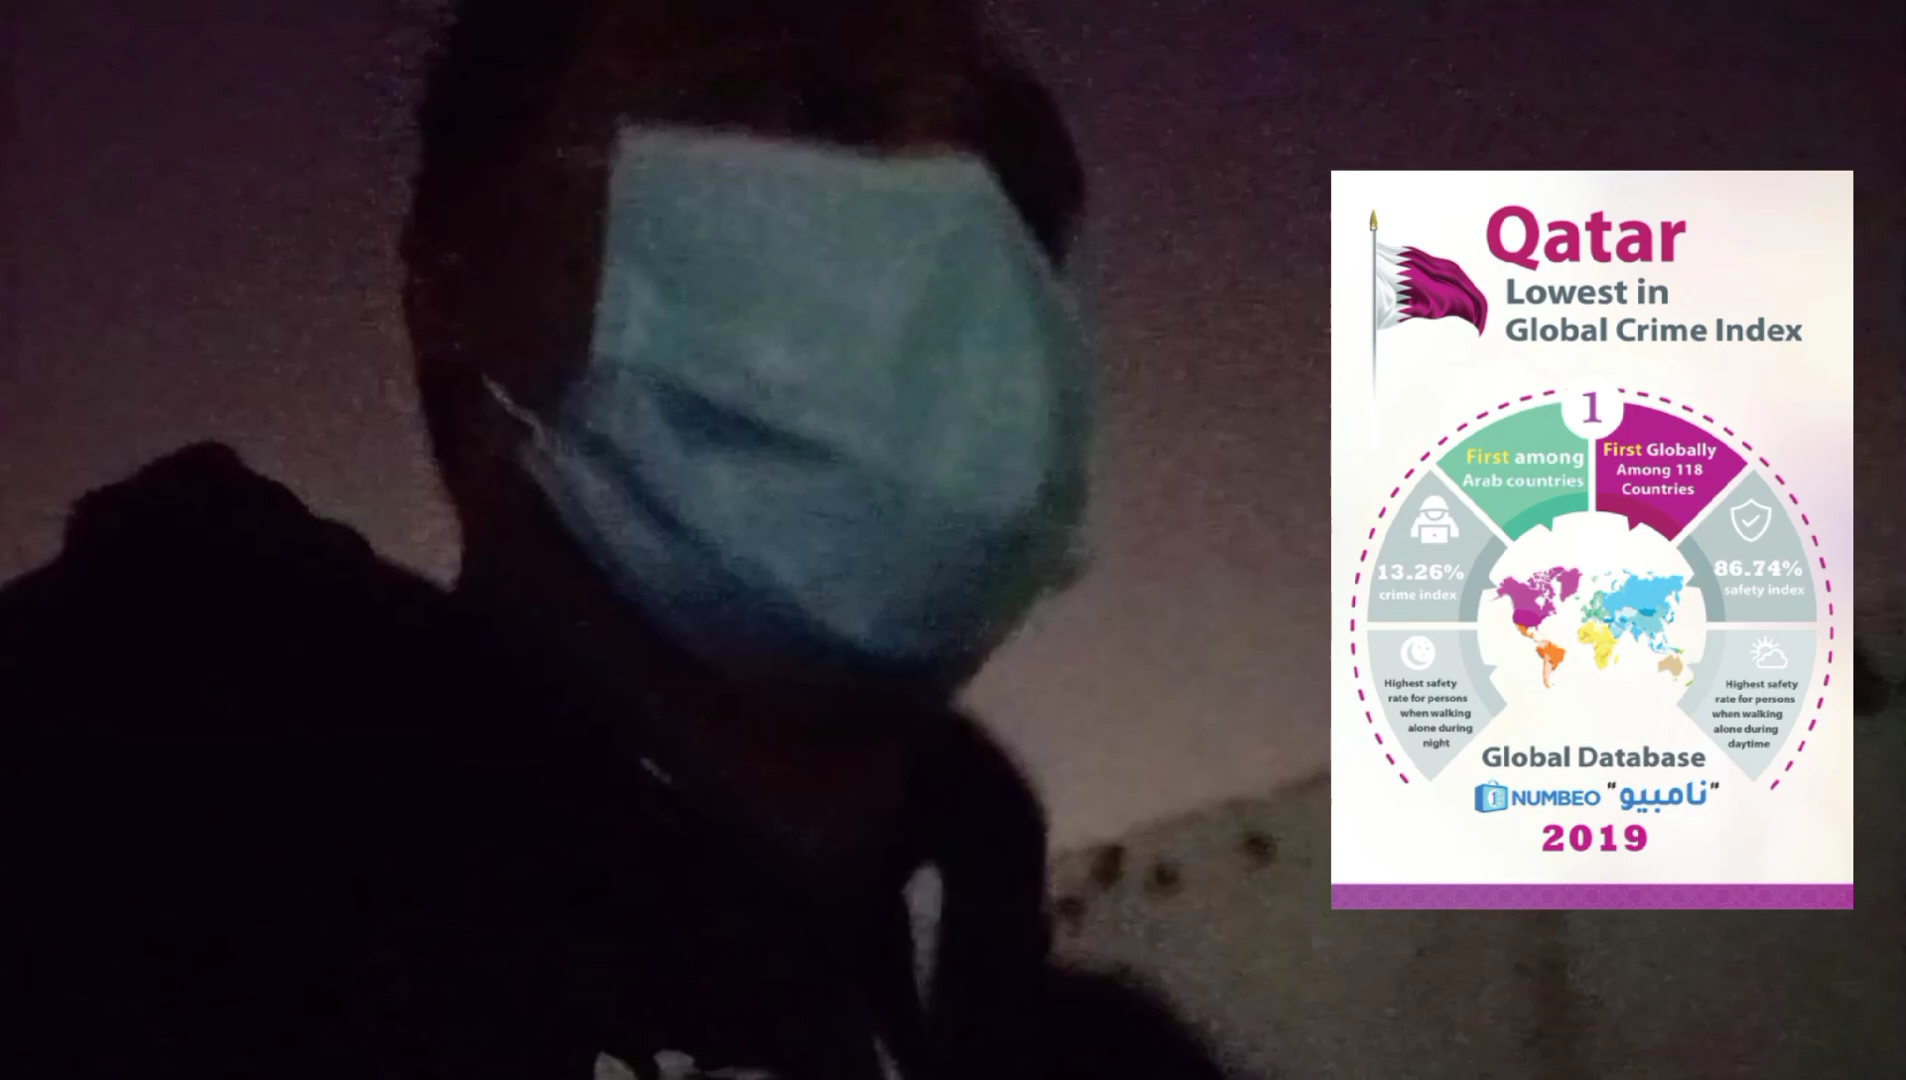 Qatar
Lowest in
Global Crime Index
1
First among
Arab countries
First Globally
Among 118
Countries
13.26%
crime index
86.74%
safety index
Highest safety
rate for persons
when walking
alone during
night
Highest safety
rate for persons
when walking
alone during
daytime
Global Database
1 NUMBEO "نامبيو"
2019